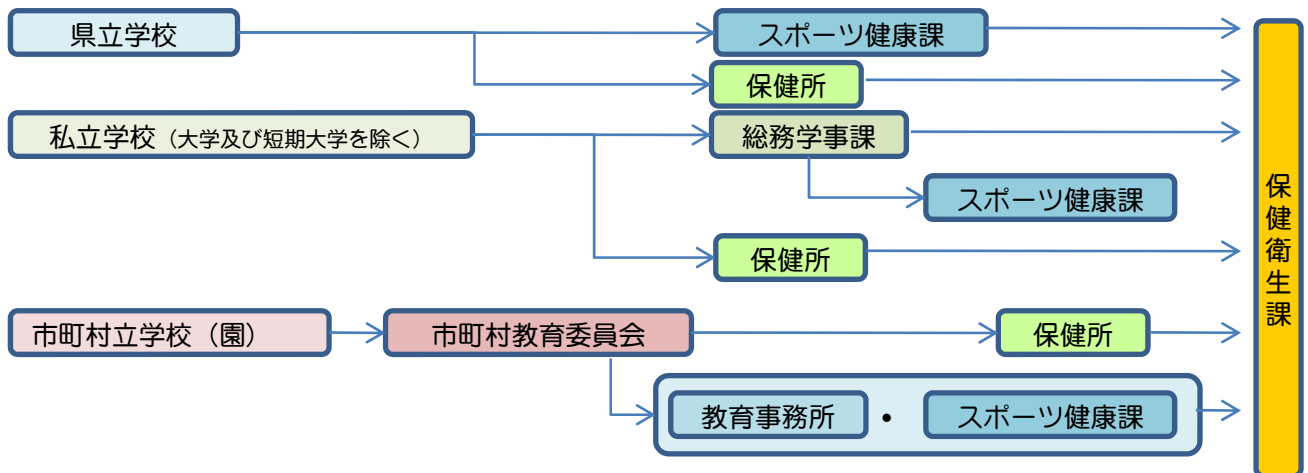 県立学校
スポーツ健康課
保健所
私立学校（大学及び短期大学を除く）
総務学事課
スポーツ健康課
保健所
市町村立学校（園）
市町村教育委員会
保健所
教育事務所・スポーツ健康課
保健衛生課